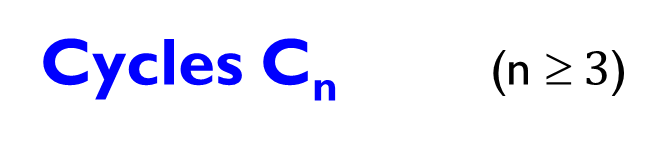 Cycles Cₙ (n ≥ 3)